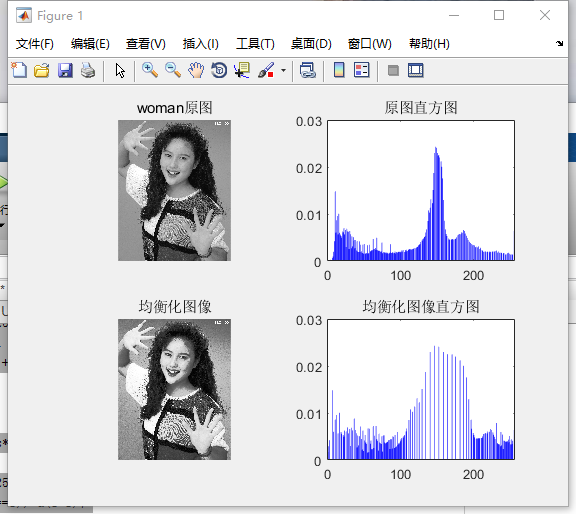 Figure 1
文件(F) 编辑(E) 查看(V) 插入(I) 工具(T) 桌面(D) 窗口(W) 帮助(H)
woman原图
原图直方图
0.03
0.02
0.01
0
0 100 200
均衡化图像
均衡化图像直方图
0.03
0.02
0.01
0
0 100 200